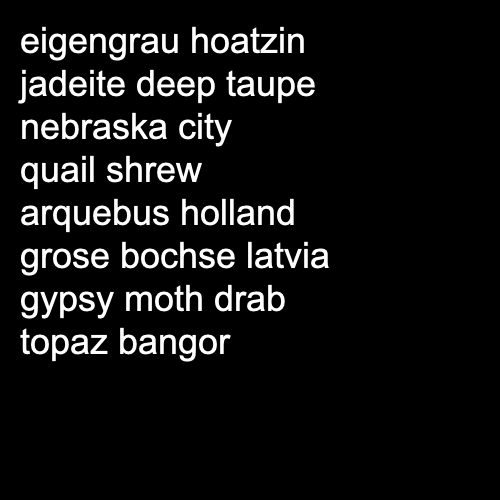 eigengrau hoatzin
jadeite deep taupe
nebraska city
quail shrew
arquebus holland
grose bochse latvia
gypsy moth drab
topaz bangor